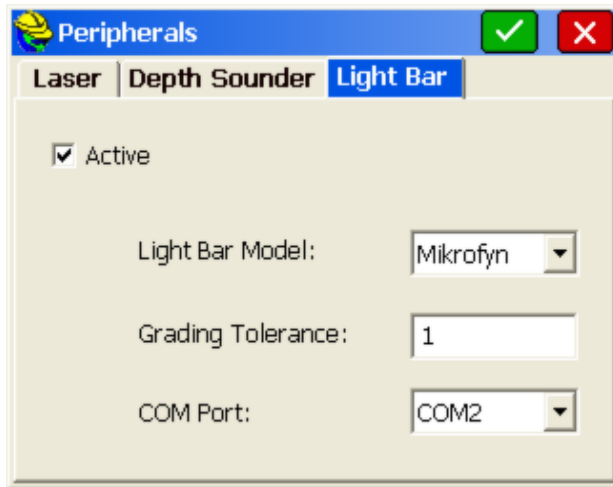 Peripherals
Laser Depth Sounder Light Bar
Active
Light Bar Model: Mikrofyn
Grading Tolerance: 1
COM Port: COM2